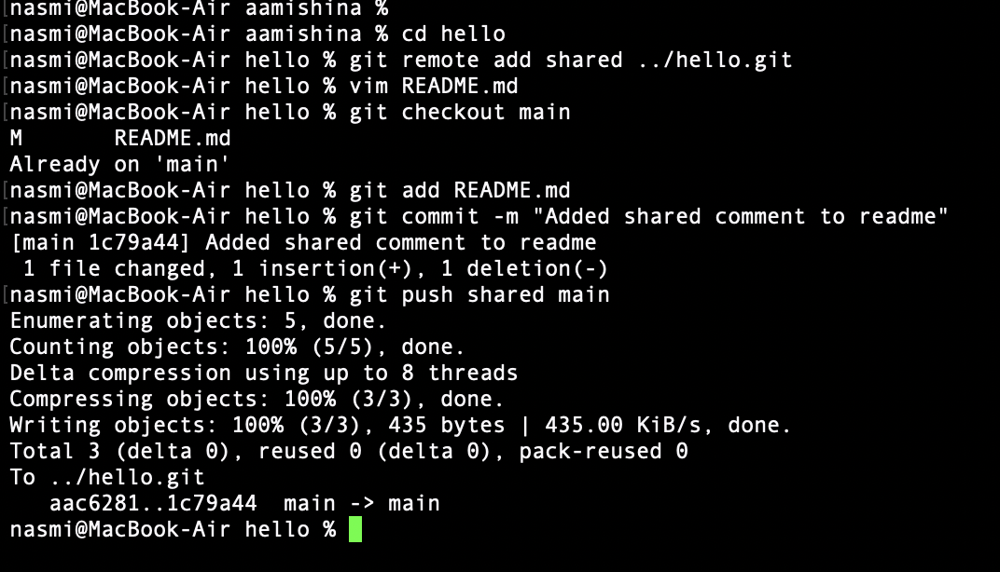 [nasmi@MacBook-Air aamishina %
[nasmi@MacBook-Air aamishina % cd hello
[nasmi@MacBook-Air hello % git remote add shared ../hello.git
[nasmi@MacBook-Air hello % vim README.md
[nasmi@MacBook-Air hello % git checkout main
M       README.md
Already on 'main'
[nasmi@MacBook-Air hello % git add README.md
[nasmi@MacBook-Air hello % git commit -m "Added shared comment to readme"
[main 1c79a44] Added shared comment to readme
 1 file changed, 1 insertion(+), 1 deletion(-)
[nasmi@MacBook-Air hello % git push shared main
Enumerating objects: 5, done.
Counting objects: 100% (5/5), done.
Delta compression using up to 8 threads
Compressing objects: 100% (3/3), done.
Writing objects: 100% (3/3), 435 bytes | 435.00 KiB/s, done.
Total 3 (delta 0), reused 0 (delta 0), pack-reused 0
To ../hello.git
   aac6281..1c79a44  main -> main
nasmi@MacBook-Air hello %